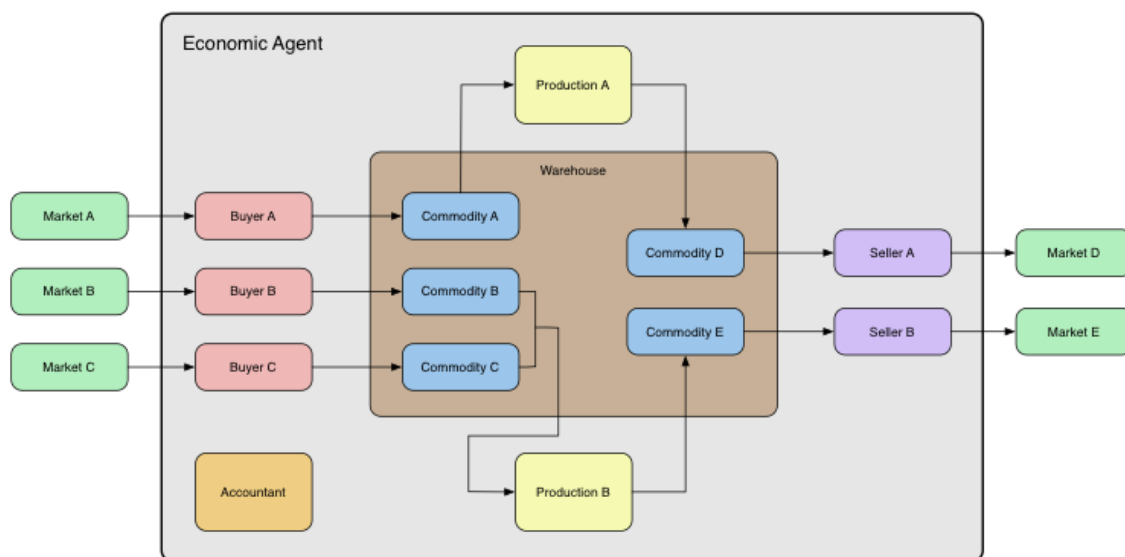 Economic Agent
Production A
Warehouse
Market A
Buyer A
Commodity A
Commodity D
Seller A
Market D
Market B
Buyer B
Commodity B
Commodity E
Seller B
Market E
Market C
Buyer C
Commodity C
Accountant
Production B